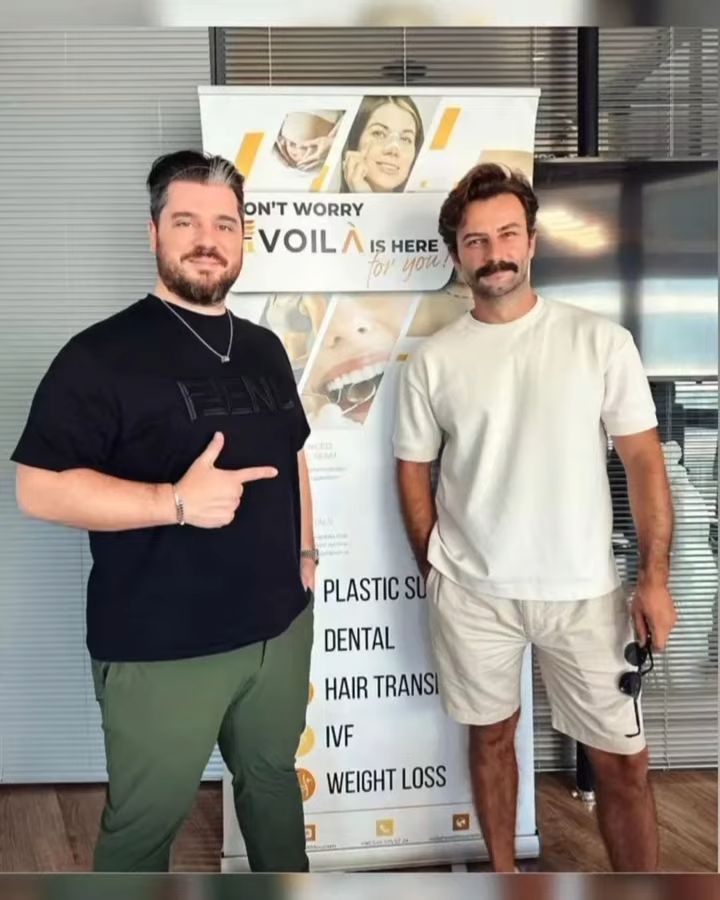 ON'T WORRY
VOILÀ IS HERE
for you!
PLASTIC SU
DENTAL
HAIR TRANS
IVF
WEIGHT LOSS